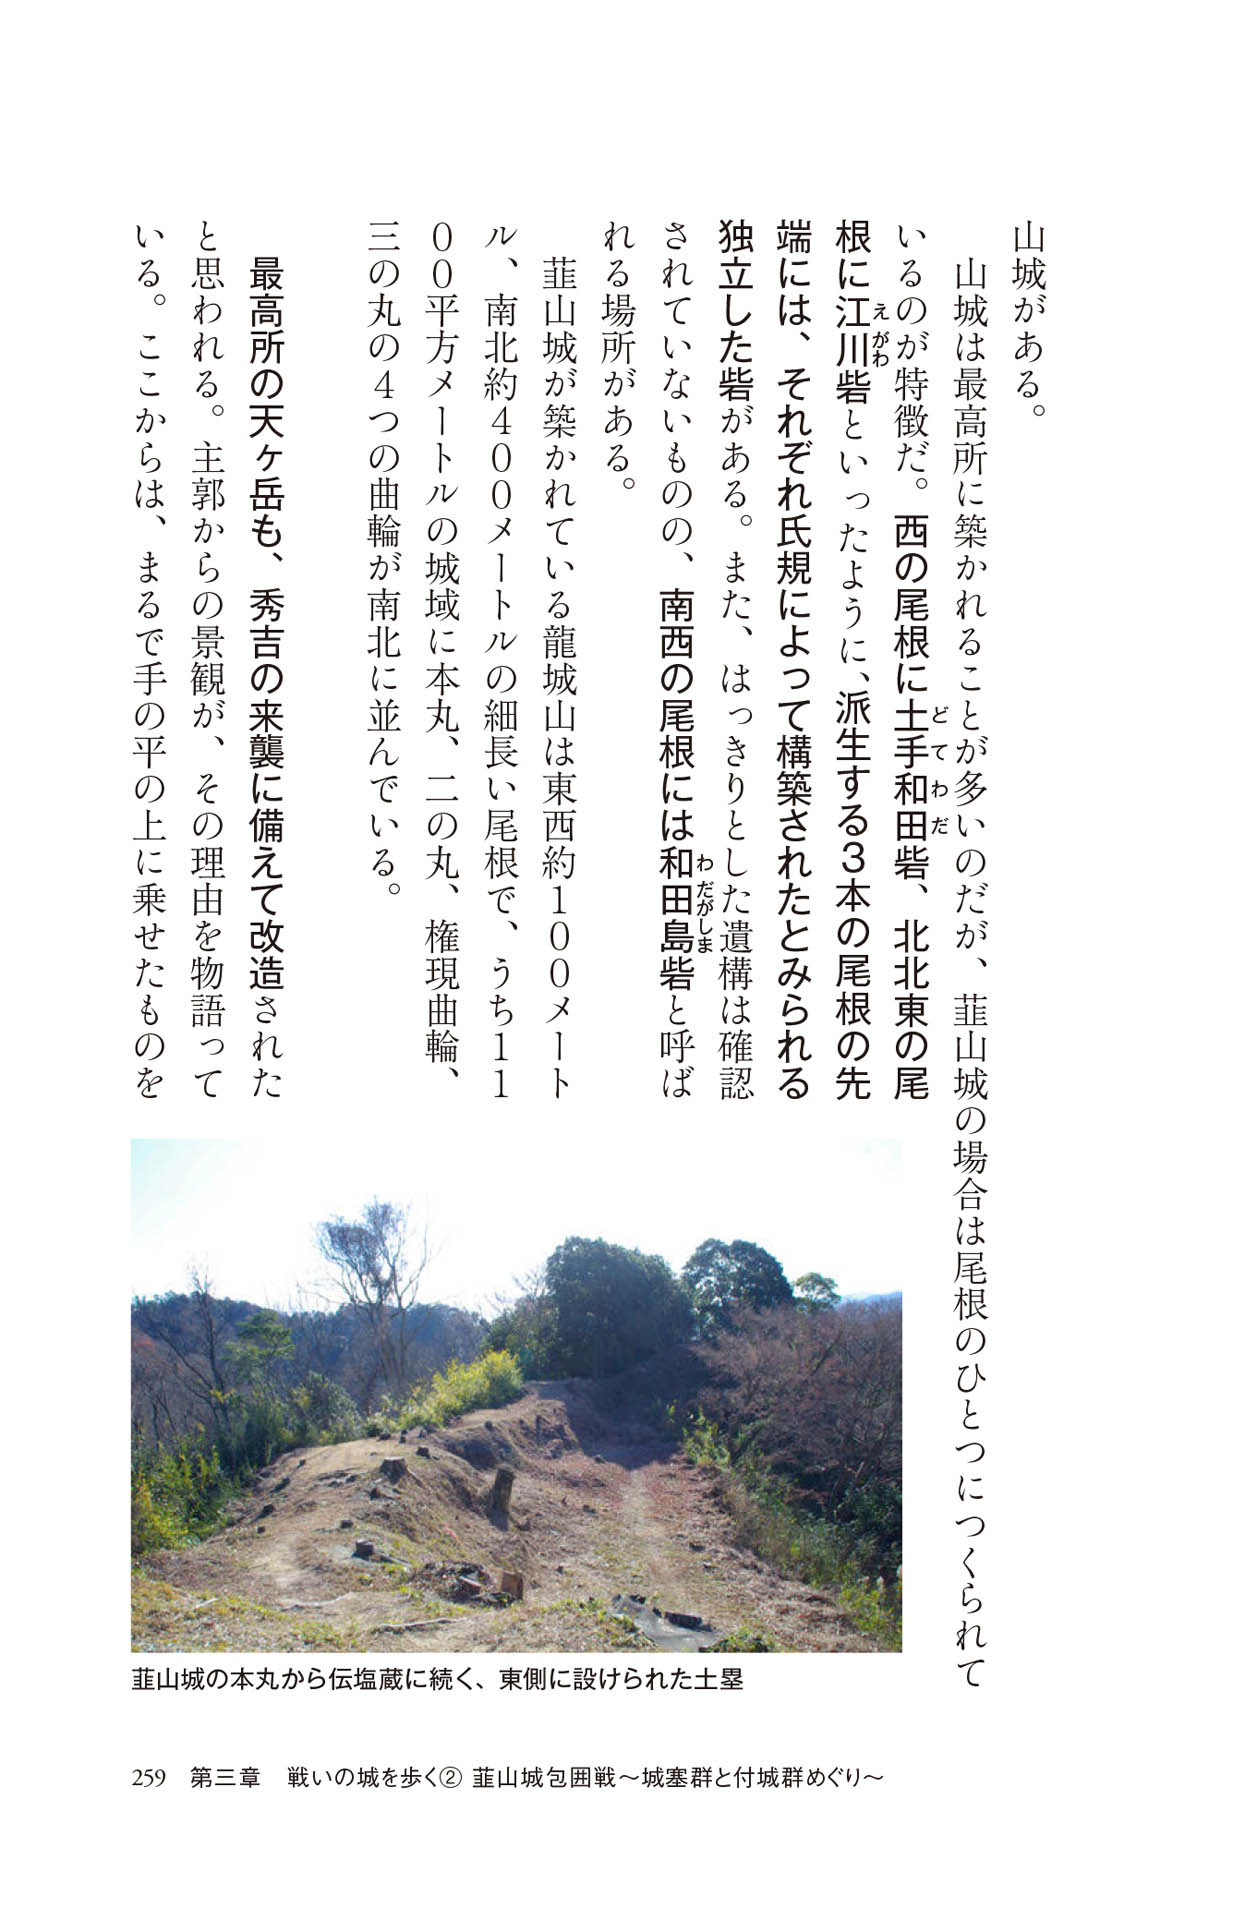 山城がある。
　山城は最高所に築かれることが多いのだが、韮山城の場合は尾根のひとつにつくられて
いるのが特徴だ。西の尾根に土手和田砦、北北東の尾
根に江川砦といったように、派生する3本の尾根の先
端には、それぞれ氏規によって構築されたとみられる
独立した砦がある。また、はっきりとした遺構は確認
されていないものの、南西の尾根には和田島砦と呼ば
れる場所がある。
　韮山城が築かれている龍城山は東西約100メート
ル、南北約400メートルの細長い尾根で、うち11
00平方メートルの城域に本丸、二の丸、権現曲輪、
三の丸の4つの曲輪が南北に並んでいる。
　最高所の天ヶ岳も、秀吉の来襲に備えて改造された
と思われる。主郭からの景観が、その理由を物語って
いる。ここからは、まるで手の平の上に乗せたものを
どてわだ
えがわ
わだがしま
韮山城の本丸から伝塩蔵に続く、東側に設けられた土塁
259　第三章　戦いの城を歩く② 韮山城包囲戦〜城塞群と付城群めぐり〜